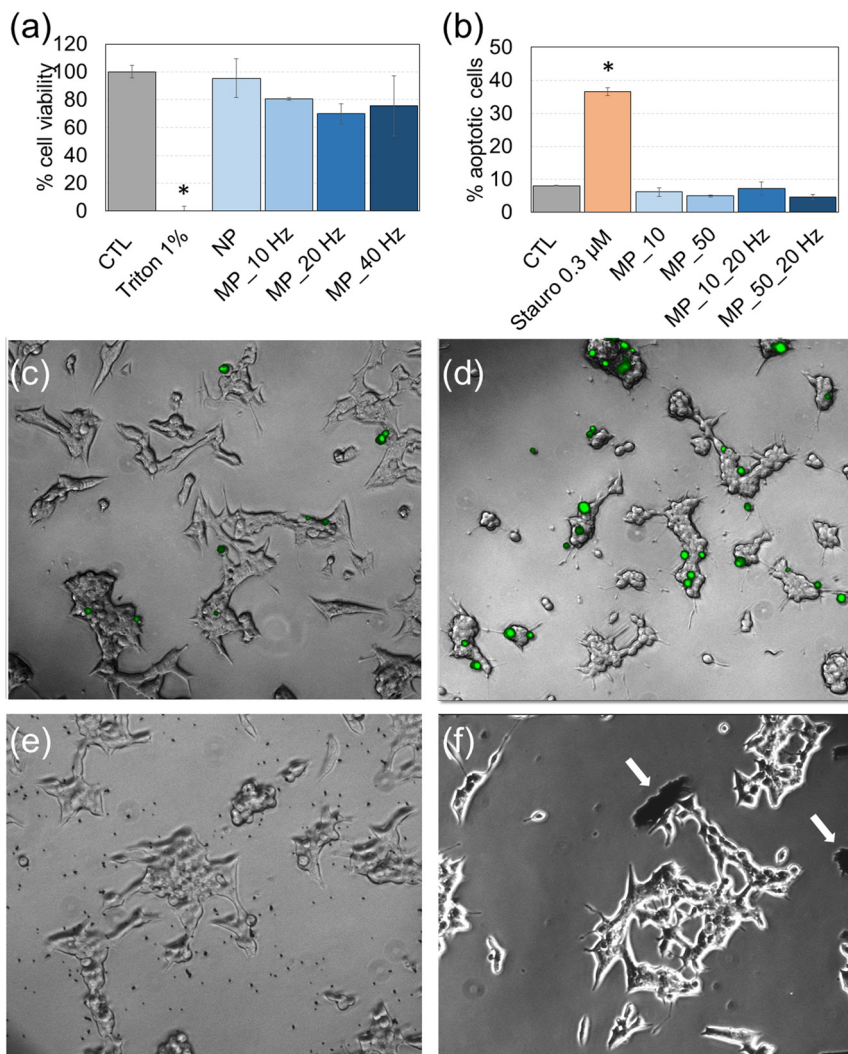 (a)
% cell viability
120
100
80
60
40
20
0
*
CTL
Triton 1%
NP
MP_10 Hz
MP_20 Hz
MP_40 Hz
(b)
% aoptotic cells
50
40
30
20
10
0
*
CTL
Stauro 0.3 µM
MP_10
MP_50
MP_10_20 Hz
MP_50_20 Hz
(c)
(d)
(e)
(f)